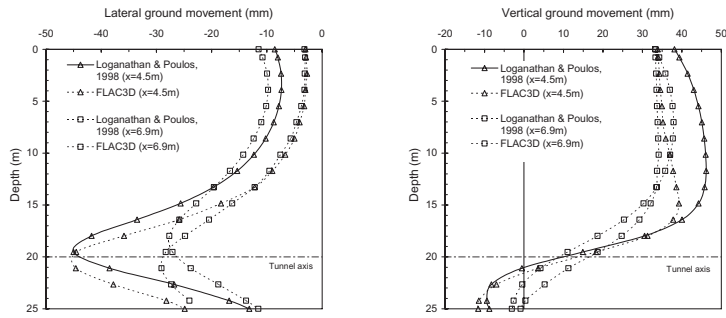 Lateral ground movement (mm)
-50 -40 -30 -20 -10 0
0
5
10
15
20
25
Depth (m)
Loganathan & Poulos,
1998 (x=4.5m)
FLAC3D (x=4.5m)
Loganathan & Poulos,
1998 (x=6.9m)
FLAC3D (x=6.9m)
Tunnel axis
Vertical ground movement (mm)
-20 -10 0 10 20 30 40 50
0
5
10
15
20
25
Depth (m)
Loganathan & Poulos,
1998 (x=4.5m)
FLAC3D (x=4.5m)
Loganathan & Poulos,
1998 (x=6.9m)
FLAC3D (x=6.9m)
Tunnel axis